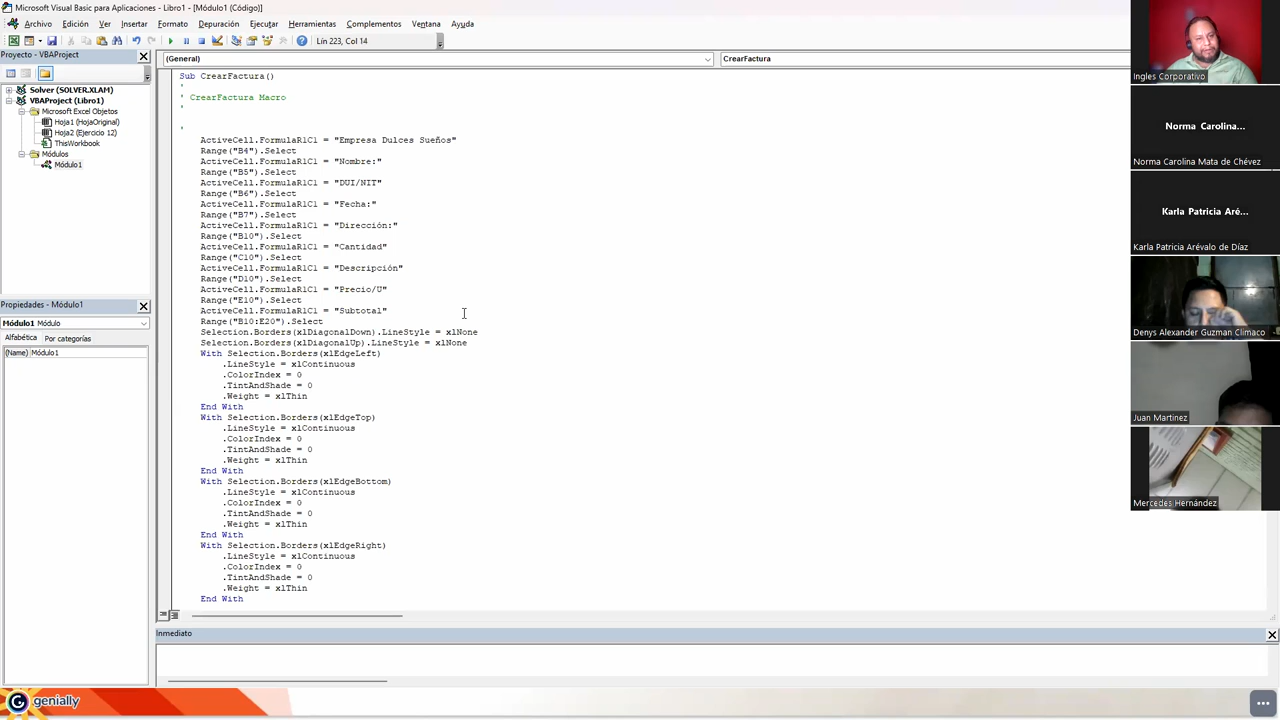 Microsoft Visual Basic para Aplicaciones - Libro1 - [Módulo1 (Código)]
Archivo Edición Ver Insertar Formato Depuración Ejecutar Herramientas Complementos Ventana Ayuda
Lín 223, Col 14
Proyecto - VBAProject
Solver (SOLVER.XLAM)
VBAProject (Libro1)
Microsoft Excel Objetos
Hoja1 (HojaOriginal)
Hoja2 (Ejercicio 12)
ThisWorkbook
Módulos
Módulo1
Propiedades - Módulo1
Módulo1 Módulo
Alfabética Por categorías
(Name) Módulo1
(General) CrearFactura
Sub CrearFactura()
'
' CrearFactura Macro
'
'
ActiveCell.FormulaR1C1 = "Empresa Dulces Sueños"
Range("B4").Select
ActiveCell.FormulaR1C1 = "Nombre:"
Range("B5").Select
ActiveCell.FormulaR1C1 = "DUI/NIT"
Range("B6").Select
ActiveCell.FormulaR1C1 = "Fecha:"
Range("B7").Select
ActiveCell.FormulaR1C1 = "Dirección:"
Range("B10").Select
ActiveCell.FormulaR1C1 = "Cantidad"
Range("C10").Select
ActiveCell.FormulaR1C1 = "Descripción"
Range("D10").Select
ActiveCell.FormulaR1C1 = "Precio/U"
Range("E10").Select
ActiveCell.FormulaR1C1 = "Subtotal"
Range("B10:E20").Select
Selection.Borders(xlDiagonalDown).LineStyle = xlNone
Selection.Borders(xlDiagonalUp).LineStyle = xlNone
With Selection.Borders(xlEdgeLeft)
.LineStyle = xlContinuous
.ColorIndex = 0
.TintAndShade = 0
.Weight = xlThin
End With
With Selection.Borders(xlEdgeTop)
.LineStyle = xlContinuous
.ColorIndex = 0
.TintAndShade = 0
.Weight = xlThin
End With
With Selection.Borders(xlEdgeBottom)
.LineStyle = xlContinuous
.ColorIndex = 0
.TintAndShade = 0
.Weight = xlThin
End With
With Selection.Borders(xlEdgeRight)
.LineStyle = xlContinuous
.ColorIndex = 0
.TintAndShade = 0
.Weight = xlThin
End With
Inmediato
genially
Ingles Corporativo
Norma Carolina...
Norma Carolina Mata de Chévez
Karla Patricia Aré...
Karla Patricia Arévalo de Díaz
Denys Alexander Guzman Climaco
Juan Martinez
Mercedes Hernández